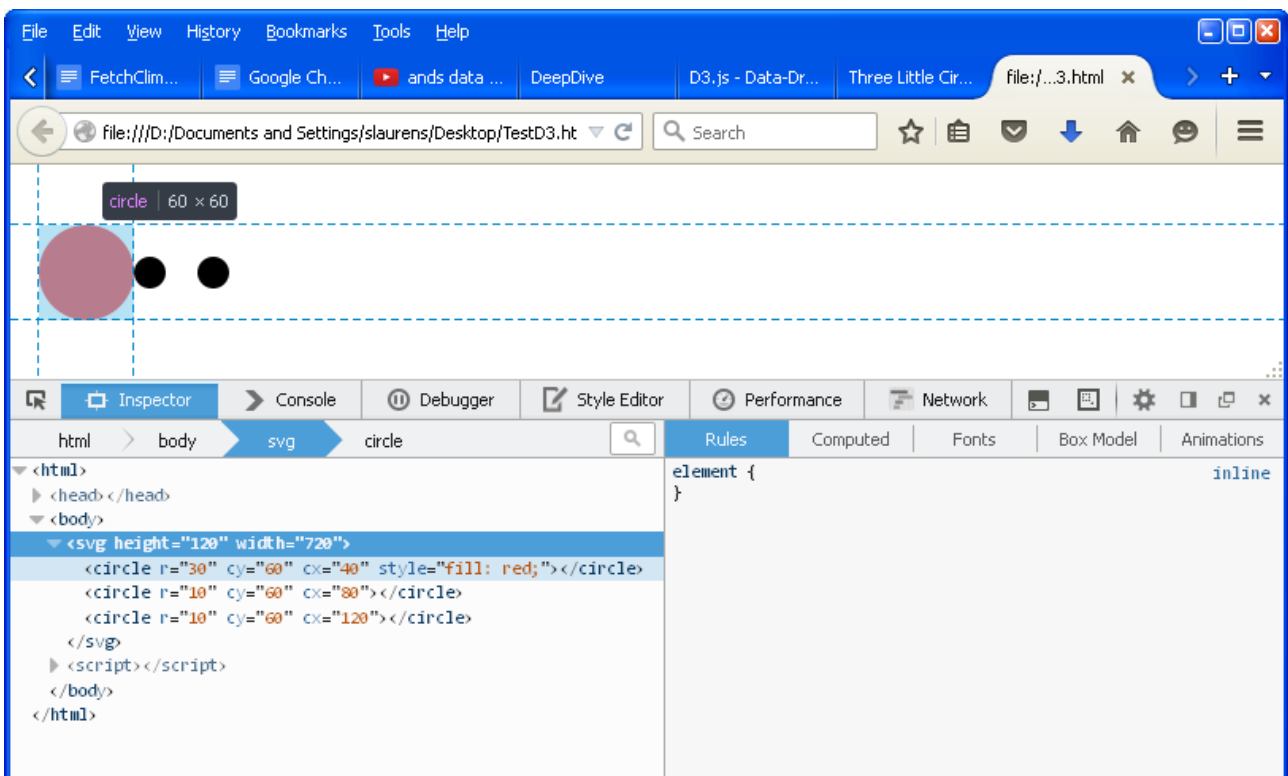 File Edit View History Bookmarks Tools Help
FetchClim... Google Ch... ands data ... DeepDive D3.js - Data-Dr... Three Little Cir... file:/...3.html
file:///D:/Documents and Settings/slaurens/Desktop/TestD3.ht Search
circle 60 × 60
Inspector Console Debugger Style Editor Performance Network
html body svg circle Rules Computed Fonts Box Model Animations
<html>
<head></head>
<body>
<svg height="120" width="720">
<circle r="30" cy="60" cx="40" style="fill: red;"></circle>
<circle r="10" cy="60" cx="80"></circle>
<circle r="10" cy="60" cx="120"></circle>
</svg>
<script></script>
</body>
</html>
element { inline
}